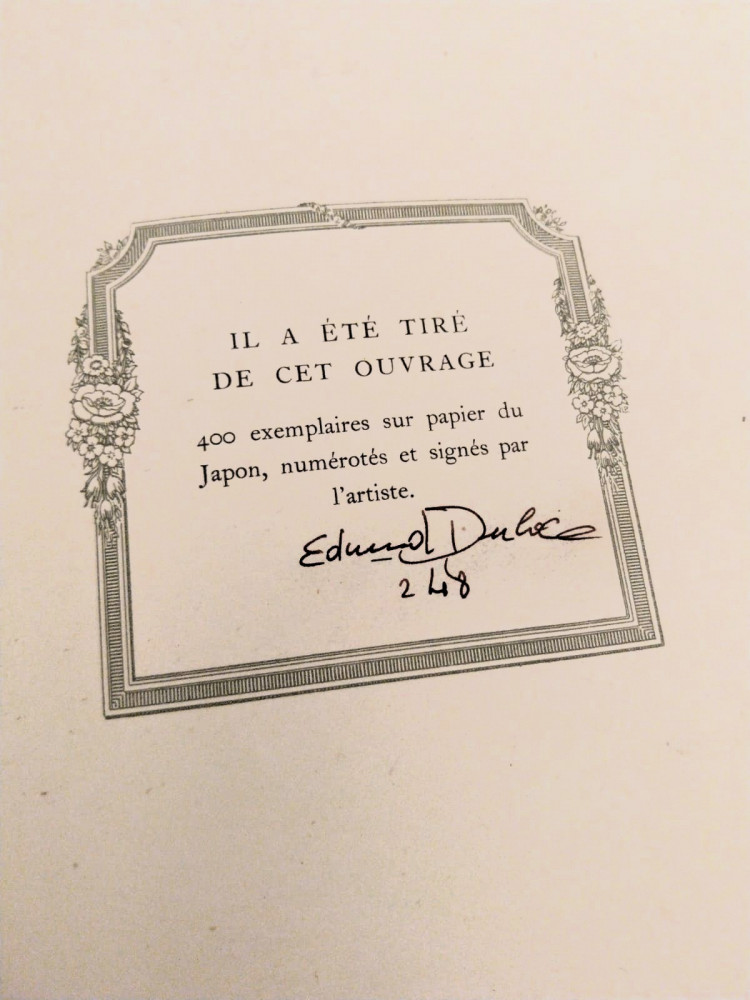 IL A ÉTÉ TIRÉ
DE CET OUVRAGE
400 exemplaires sur papier du
Japon, numérotés et signés par
l'artiste.
Edmund Dulac
248